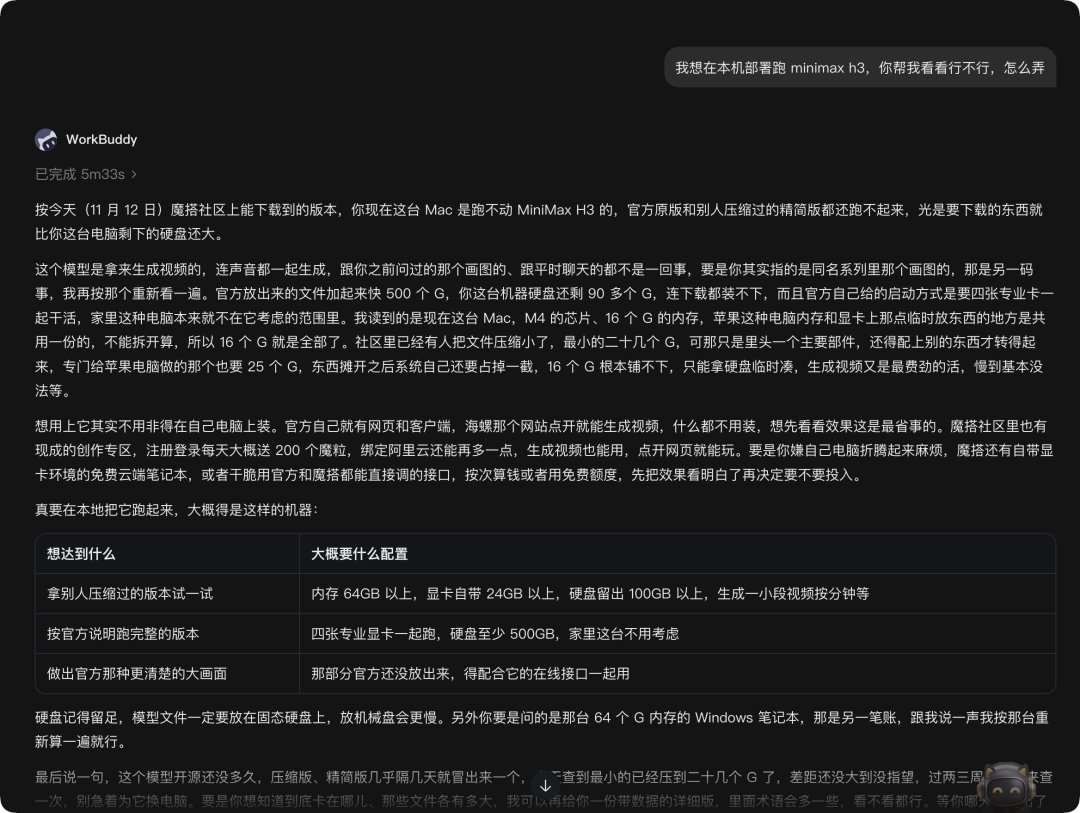 我想在本机部署跑 minimax h3，你帮我看看行不行，怎么弄
WorkBuddy
已完成 5m33s >
按今天（11 月 12 日）魔搭社区上能下载到的版本，你现在这台 Mac 是跑不动 MiniMax H3 的，官方原版和别人压缩过的精简版都还跑不起来，光是要下载的东西就
比你这台电脑剩下的硬盘还大。
这个模型是拿来生成视频的，连声音都一起生成，跟你之前问过的那个画图的、跟平时聊天的都不是一回事，要是你其实指的是同名系列里那个画图的，那是另一码
事，我再按那个重新看一遍。官方放出来的文件加起来快 500 个 G，你这台机器硬盘还剩 90 多个 G，连下载都装不下，而且官方自己给的启动方式是要四张专业卡一
起干活，家里这种电脑本来就不在它考虑的范围里。我读到的是现在这台 Mac，M4 的芯片、16 个 G 的内存，苹果这种电脑内存和显卡上那点临时放东西的地方是共
用一份的，不能拆开算，所以 16 个 G 就是全部了。社区里已经有人把文件压缩小了，最小的二十几个 G，可那只是里头一个主要部件，还得配上别的东西才转得起
来，专门给苹果电脑做的那个也要 25 个 G，东西摊开之后系统自己还要占掉一截，16 个 G 根本铺不下，只能拿硬盘临时凑，生成视频又是最费劲的活，慢到基本没
法等。
想用上它其实不用非得在自己电脑上装。官方自己就有网页和客户端，海螺那个网站点开就能生成视频，什么都不用装，想先看看效果这是最省事的。魔搭社区里也有
现成的创作专区，注册登录每天大概送 200 个魔粒，绑定阿里云还能再多一点，生成视频也能用，点开网页就能玩。要是你嫌自己电脑折腾起来麻烦，魔搭还有自带显
卡环境的免费云端笔记本，或者干脆用官方和魔搭都能直接调的接口，按次算钱或者用免费额度，先把效果看明白了再决定要不要投入。
真要在本地把它跑起来，大概得是这样的机器：
想达到什么 大概要什么配置
拿别人压缩过的版本试一试 内存 64GB 以上，显卡自带 24GB 以上，硬盘留出 100GB 以上，生成一小段视频按分钟等
按官方说明跑完整的版本 四张专业显卡一起跑，硬盘至少 500GB，家里这台不用考虑
做出官方那种更清楚的大画面 那部分官方还没放出来，得配合它的在线接口一起用
硬盘记得留足，模型文件一定要放在固态硬盘上，放机械盘会更慢。另外你要是问的是那台 64 个 G 内存的 Windows 笔记本，那是另一笔账，跟我说一声我按那台重
新算一遍就行。
最后说一句，这个模型开源还没多久，压缩版、精简版几乎隔几天就冒出来一个，天查到最小的已经压到二十几个 G 了，差距还没大到没指望，过两三周来查
一次，别急着为它换电脑。要是你想知道到底卡在哪儿、那些文件各有多大，我可以再给你一份带数据的详细版，里面术语会多一些，看不看都行。等你哪了